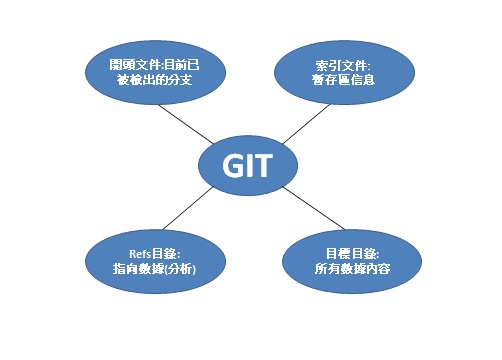 開頭文件:目前已
被檢出的分支
索引文件:
暫存區信息
GIT
Refs目錄:
指向數據(分析)
目標目錄:
所有數據內容